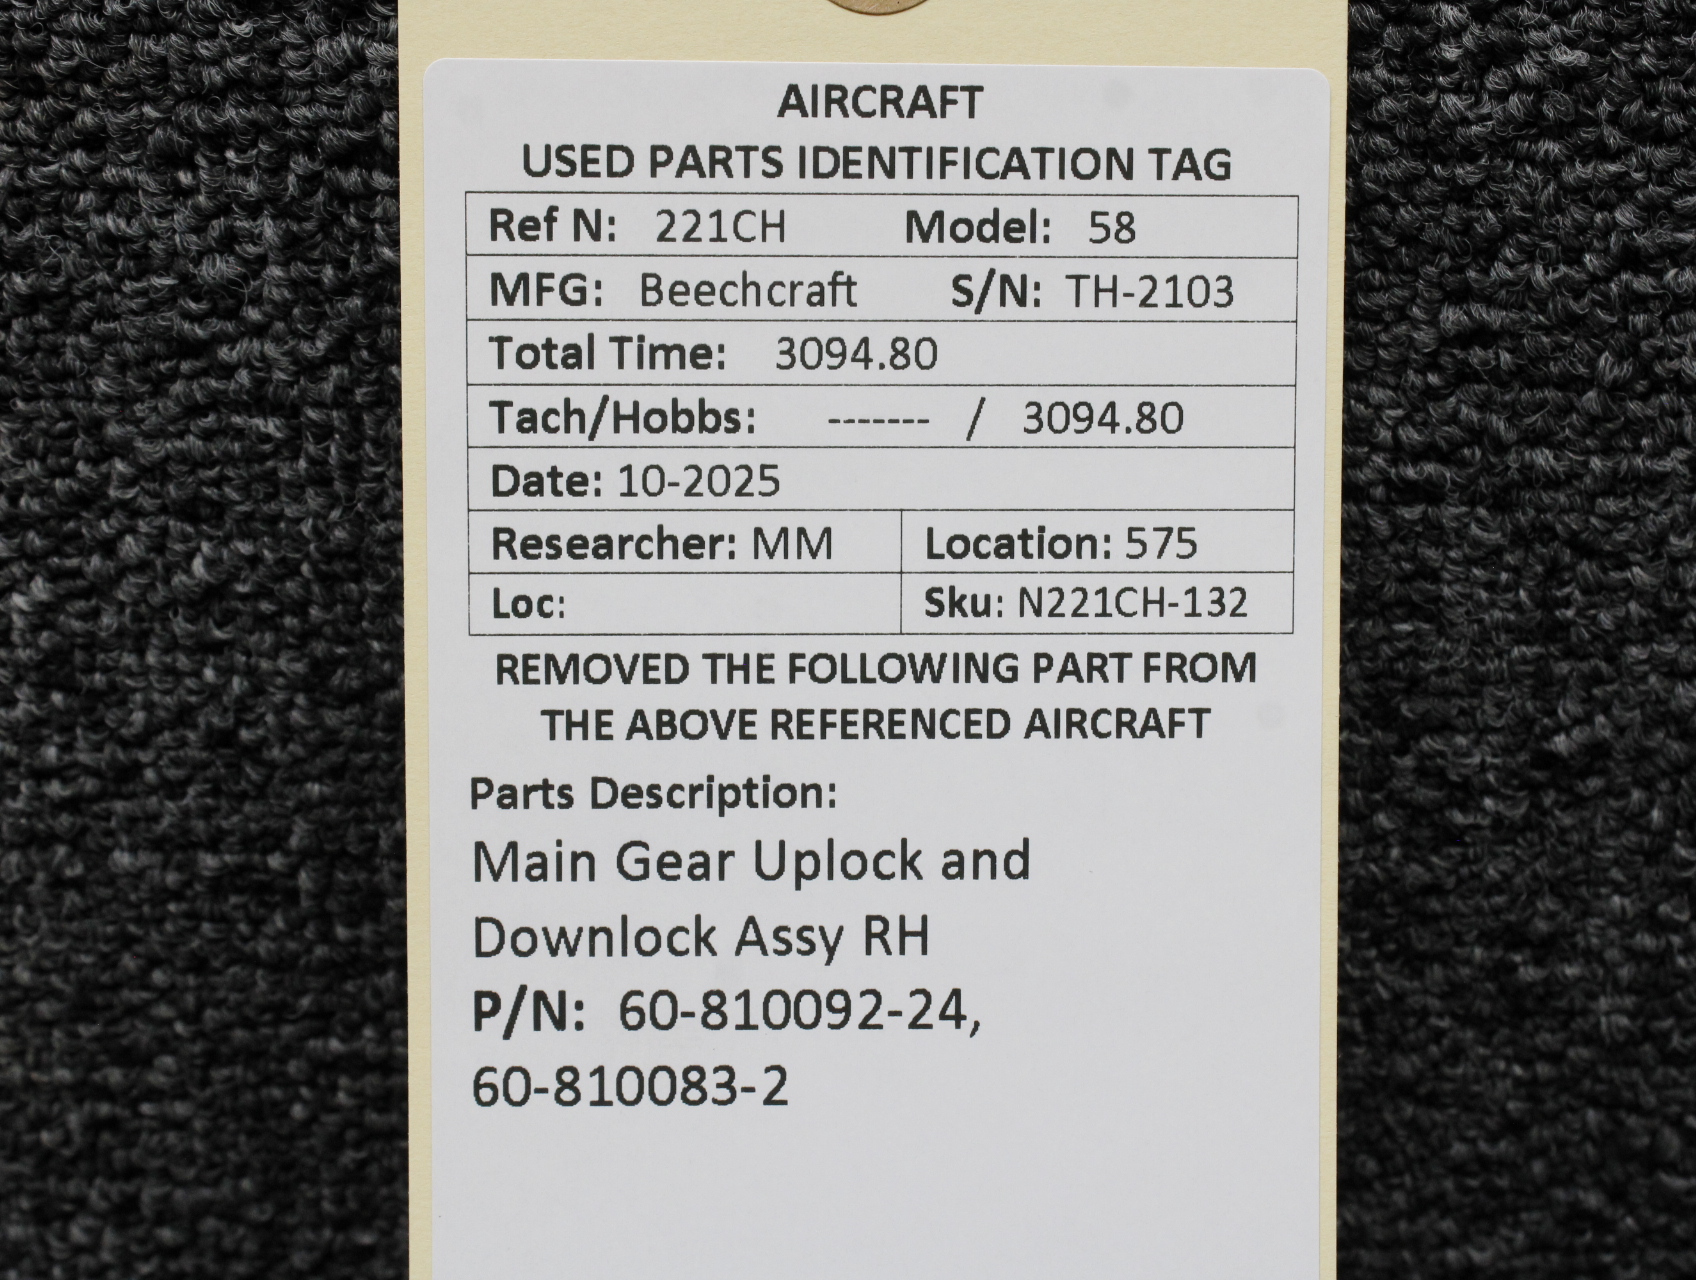 AIRCRAFT
USED PARTS IDENTIFICATION TAG
Ref N: 221CH Model: 58
MFG: Beechcraft S/N: TH-2103
Total Time: 3094.80
Tach/Hobbs: ------- / 3094.80
Date: 10-2025
Researcher: MM Location: 575
Loc: Sku: N221CH-132
REMOVED THE FOLLOWING PART FROM
THE ABOVE REFERENCED AIRCRAFT
Parts Description:
Main Gear Uplock and
Downlock Assy RH
P/N: 60-810092-24,
60-810083-2